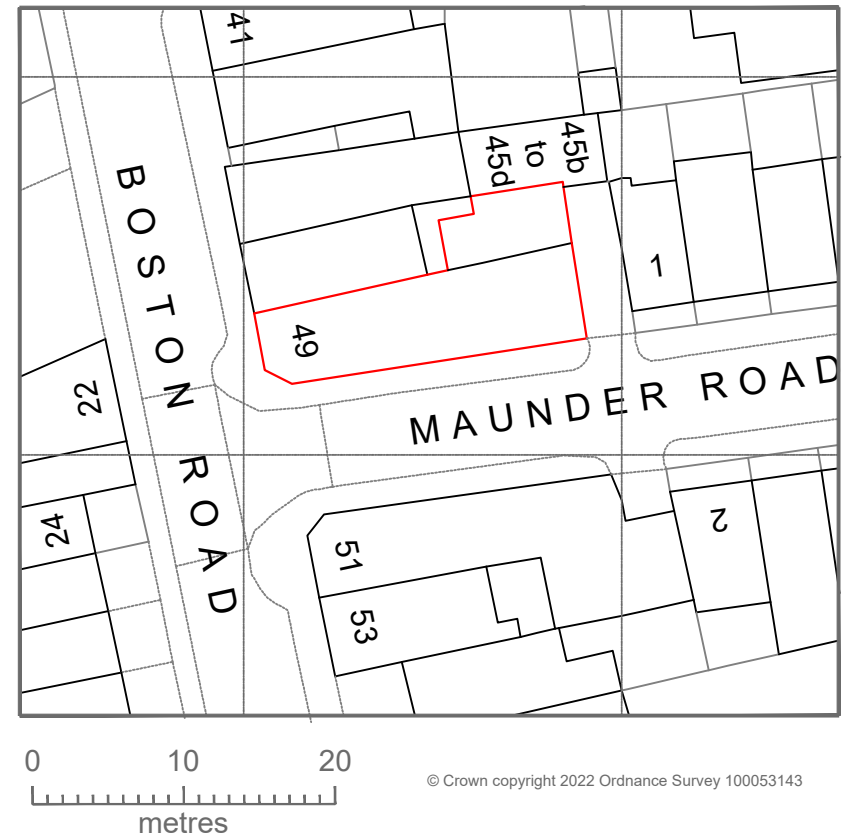 41
45d
to
45b
BOSTON ROAD
1
49
22
MAUNDER ROAD
24
51
2
53
0 10 20
metres
© Crown copyright 2022 Ordnance Survey 100053143